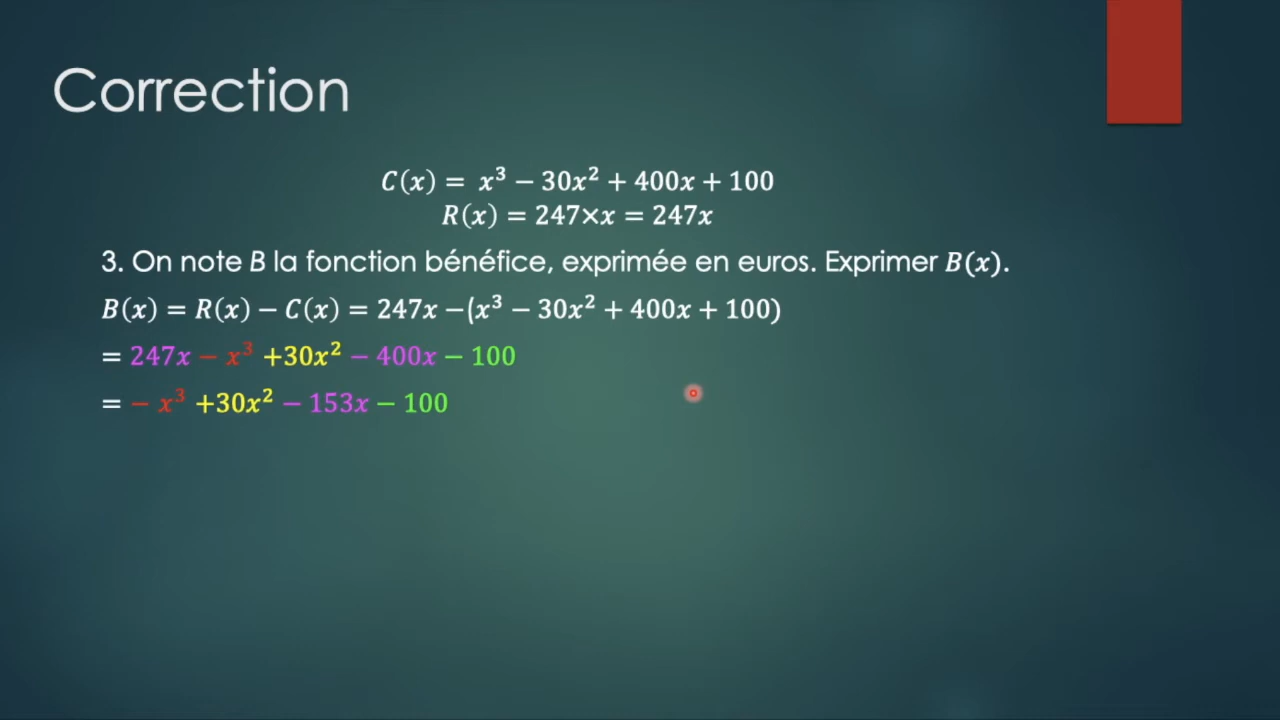 Correction
C(x) = x³ − 30x² + 400x + 100
R(x) = 247×x = 247x
3. On note B la fonction bénéfice, exprimée en euros. Exprimer B(x).
B(x) = R(x) − C(x) = 247x −(x³ − 30x² + 400x + 100)
= 247x − x³ +30x² − 400x − 100
= − x³ +30x² − 153x − 100